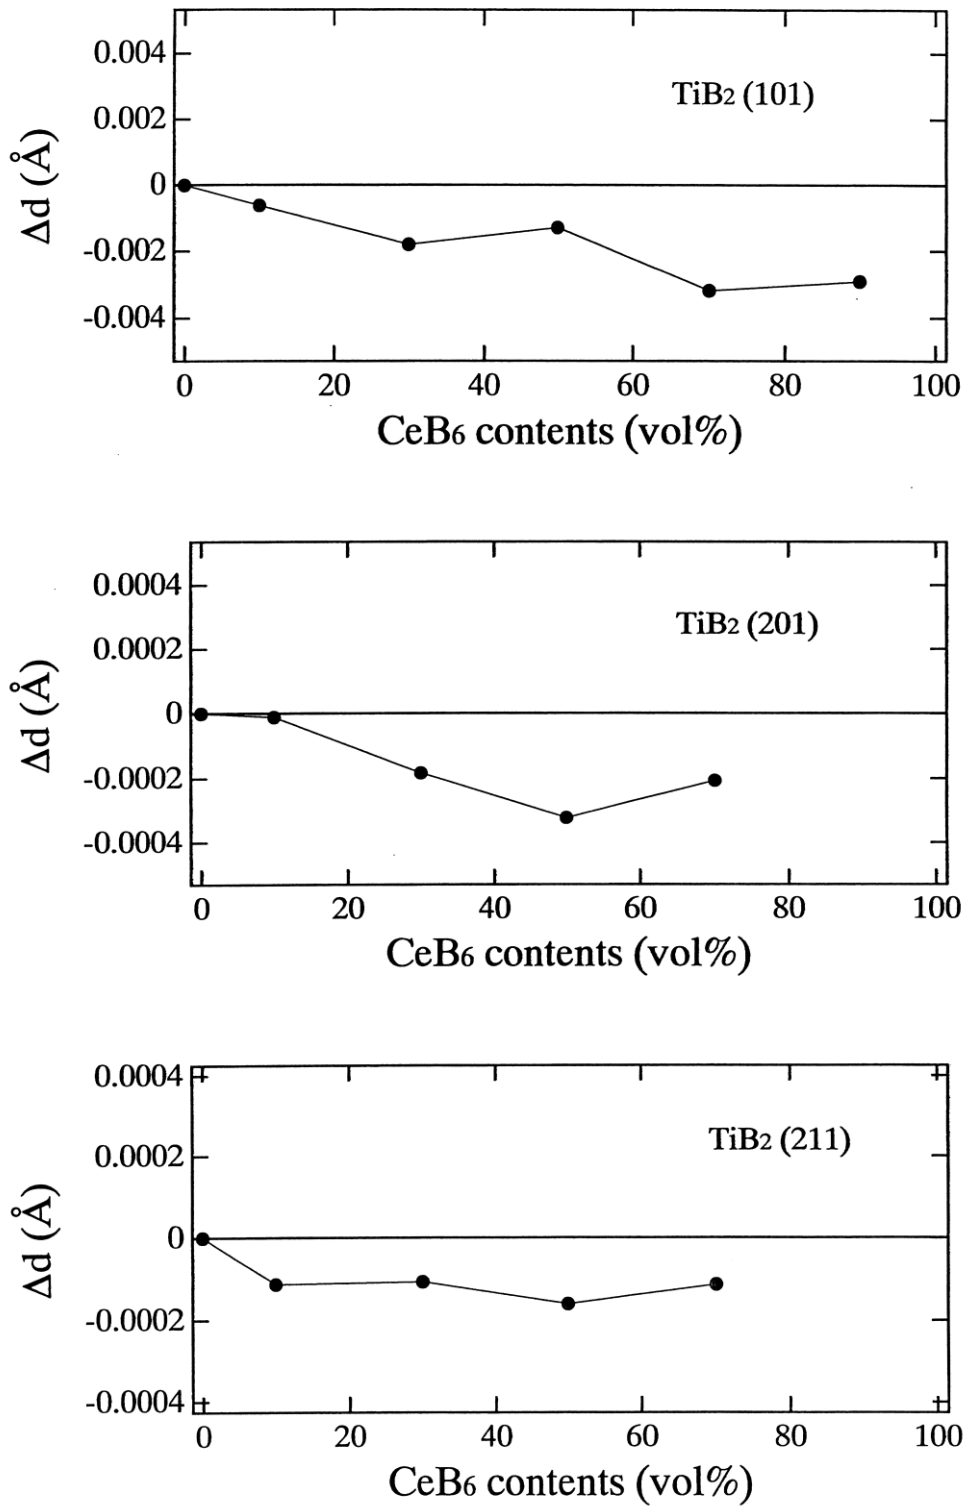 0.004
TiB2 (101)
0.002
0
-0.002
-0.004
Δd (Å)
0 20 40 60 80 100
CeB6 contents (vol%)
0.0004
TiB2 (201)
0.0002
0
-0.0002
-0.0004
Δd (Å)
0 20 40 60 80 100
CeB6 contents (vol%)
0.0004
TiB2 (211)
0.0002
0
-0.0002
-0.0004
Δd (Å)
0 20 40 60 80 100
CeB6 contents (vol%)